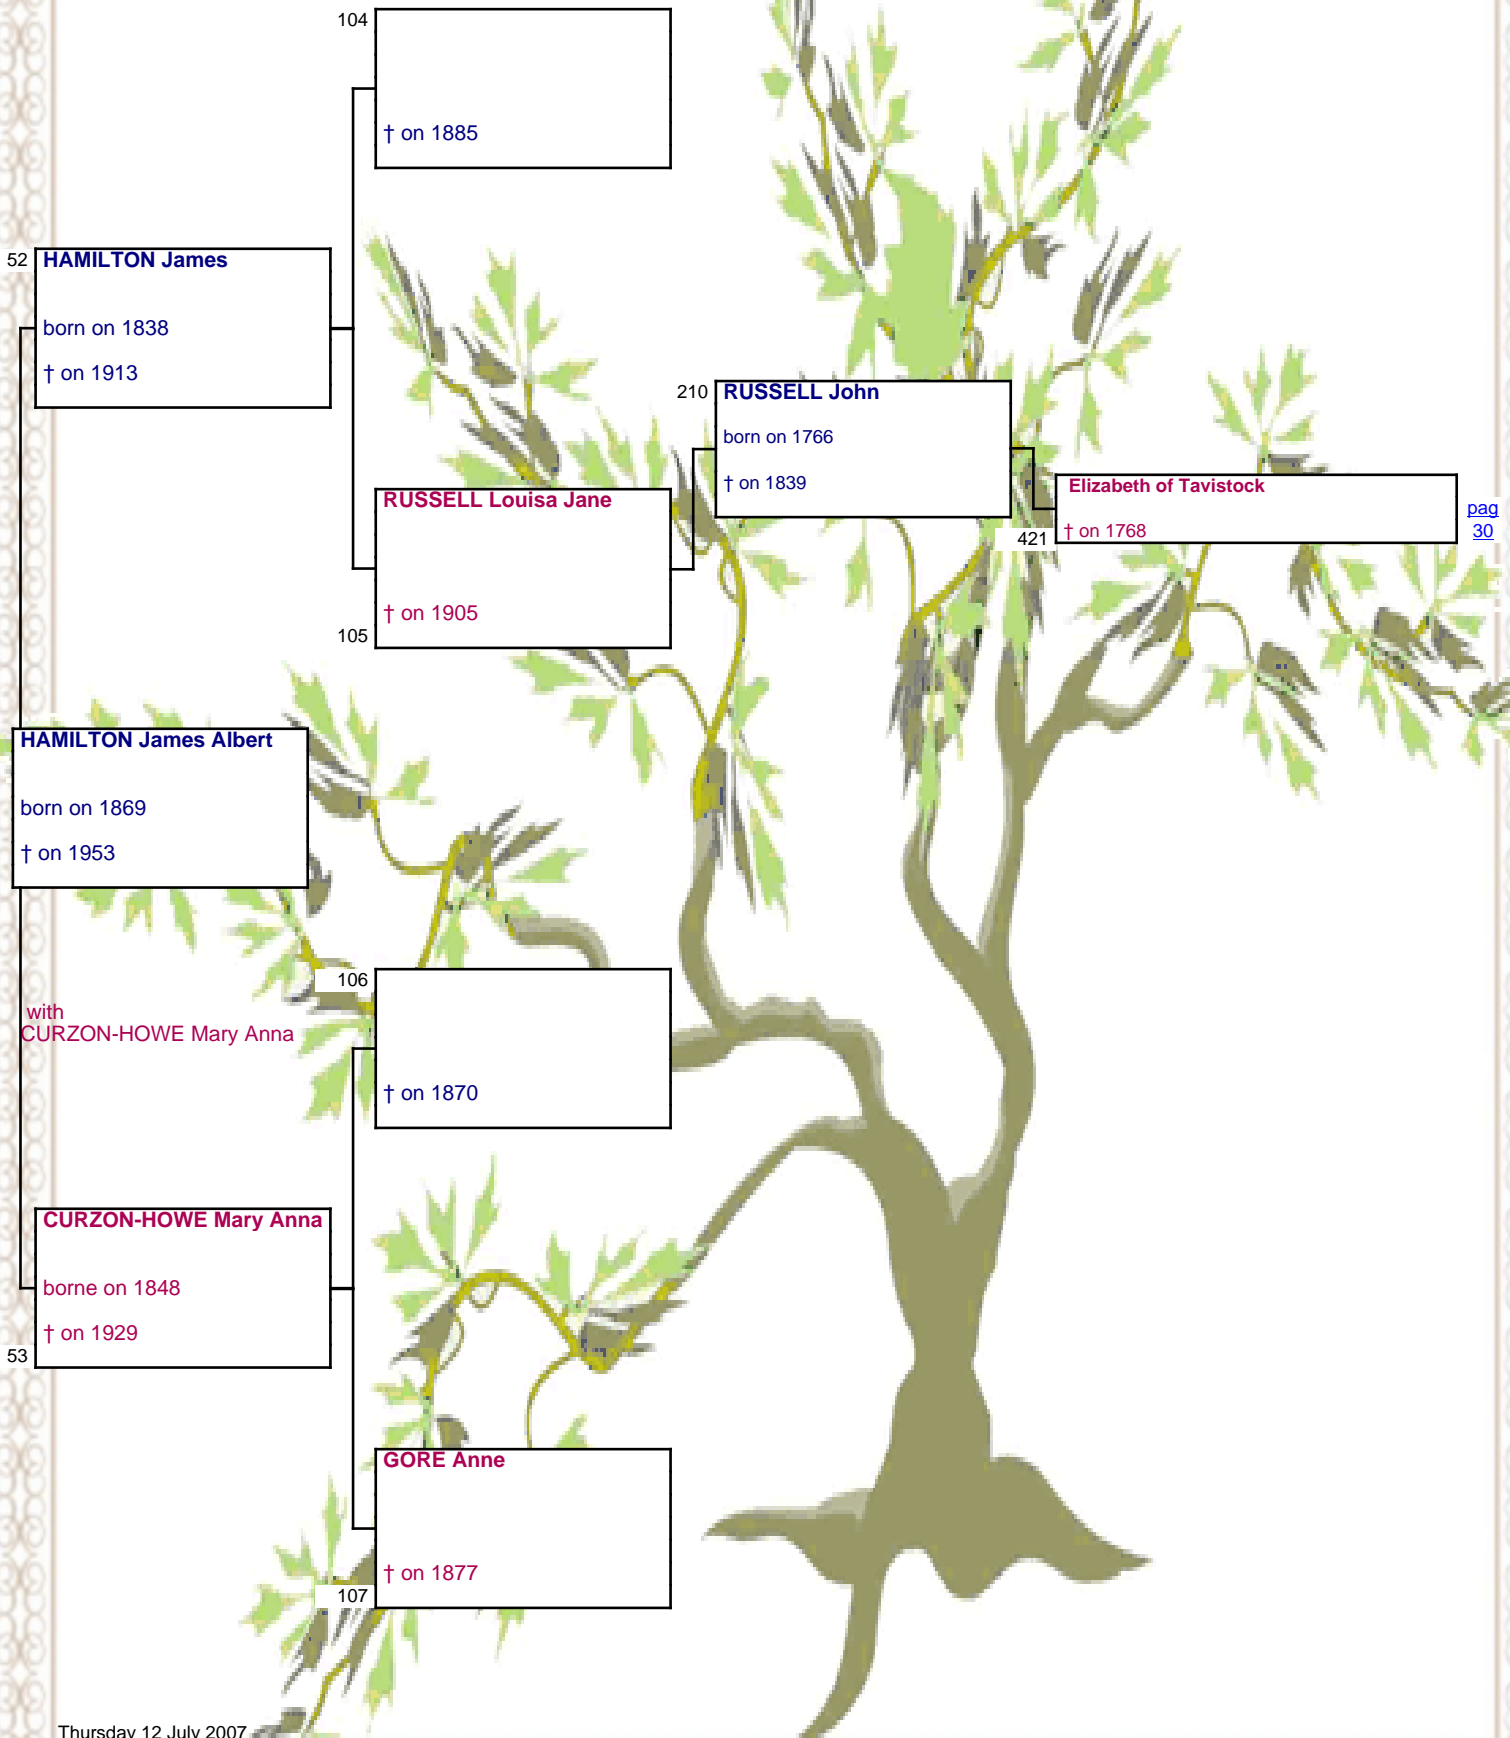 104
† on 1885
52
HAMILTON James
born on 1838
† on 1913
210
RUSSELL John
born on 1766
† on 1839
Elizabeth of Tavistock
† on 1768
421
pag
30
RUSSELL Louisa Jane
† on 1905
105
HAMILTON James Albert
born on 1869
† on 1953
106
with
CURZON-HOWE Mary Anna
† on 1870
CURZON-HOWE Mary Anna
borne on 1848
† on 1929
53
GORE Anne
† on 1877
107
Thursday 12 July 2007